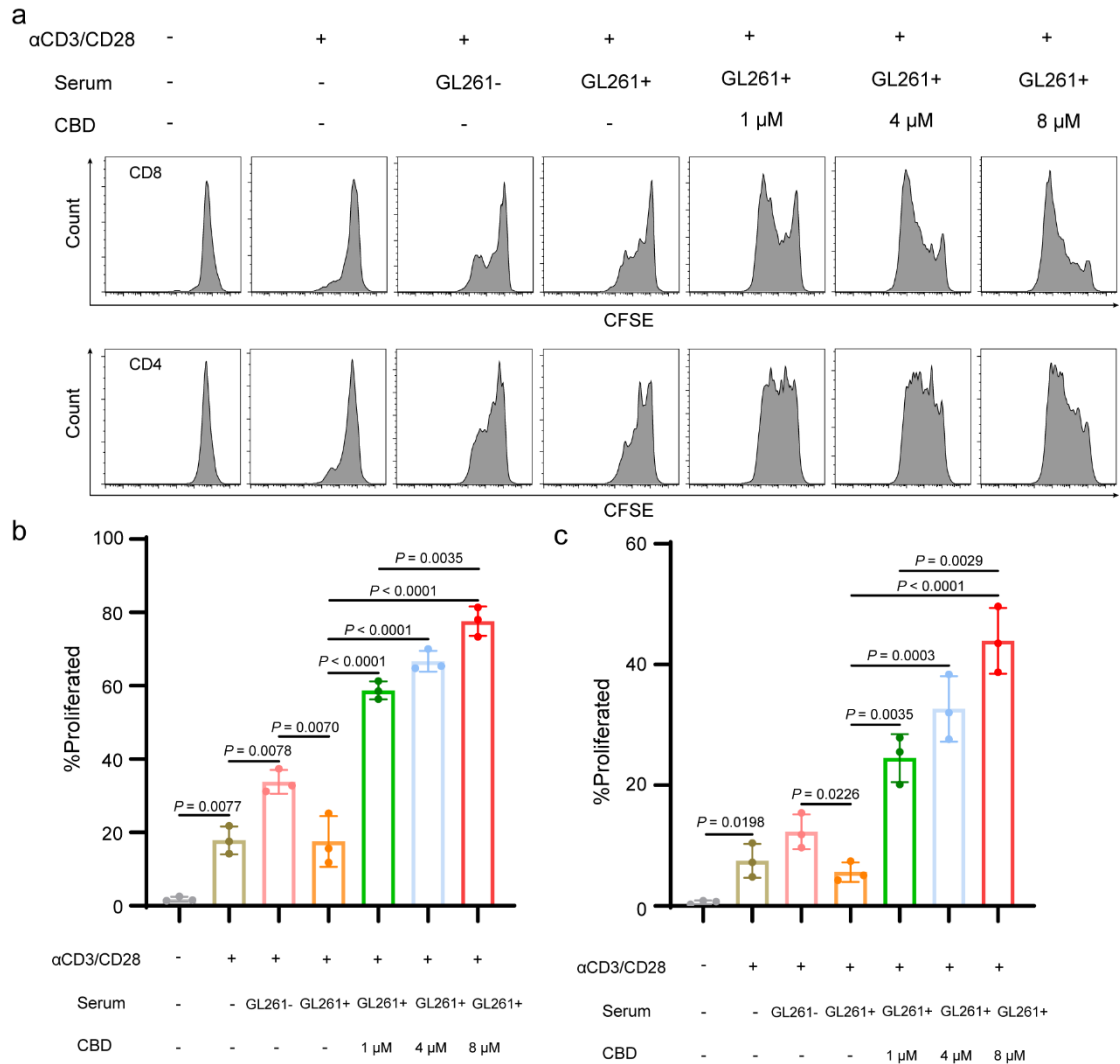 a
αCD3/CD28 - + + + + + +
Serum - - GL261- GL261+ GL261+ GL261+ GL261+
CBD - - - - 1 µM 4 µM 8 µM
CD8
Count
CFSE
CD4
Count
CFSE
b
%Proliferated
100
80
60
40
20
0
P = 0.0035
P < 0.0001
P < 0.0001
P < 0.0001
P = 0.0070
P = 0.0078
P = 0.0077
αCD3/CD28 - + + + + + +
Serum - - GL261- GL261+ GL261+ GL261+ GL261+
CBD - - - - 1 µM 4 µM 8 µM
c
%Proliferated
60
40
20
0
P = 0.0029
P < 0.0001
P = 0.0003
P = 0.0035
P = 0.0226
P = 0.0198
αCD3/CD28 - + + + + + +
Serum - - GL261- GL261+ GL261+ GL261+ GL261+
CBD - - - - 1 µM 4 µM 8 µM